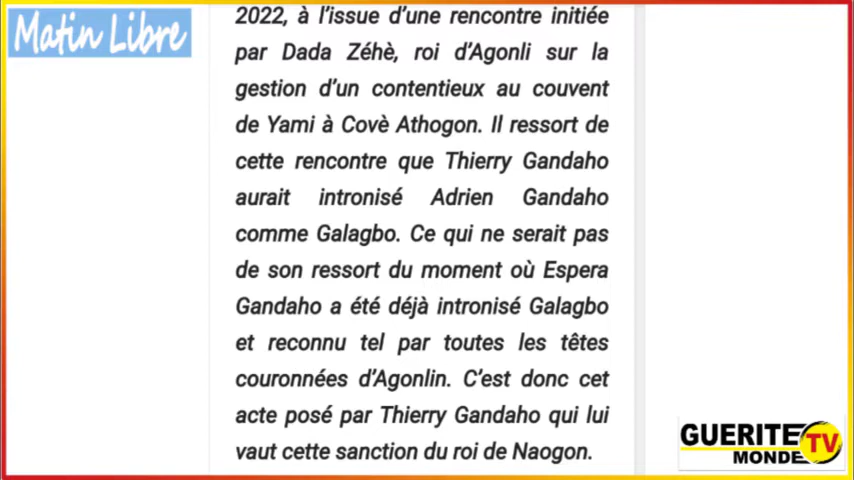 Matin Libre
2022, à l’issue d’une rencontre initiée
par Dada Zéhè, roi d’Agonli sur la
gestion d’un contentieux au couvent
de Yami à Covè Athogon. Il ressort de
cette rencontre que Thierry Gandaho
aurait intronisé Adrien Gandaho
comme Galagbo. Ce qui ne serait pas
de son ressort du moment où Espera
Gandaho a été déjà intronisé Galagbo
et reconnu tel par toutes les têtes
couronnées d’Agonlin. C’est donc cet
acte posé par Thierry Gandaho qui lui
vaut cette sanction du roi de Naogon.
GUERITE TV
MONDE